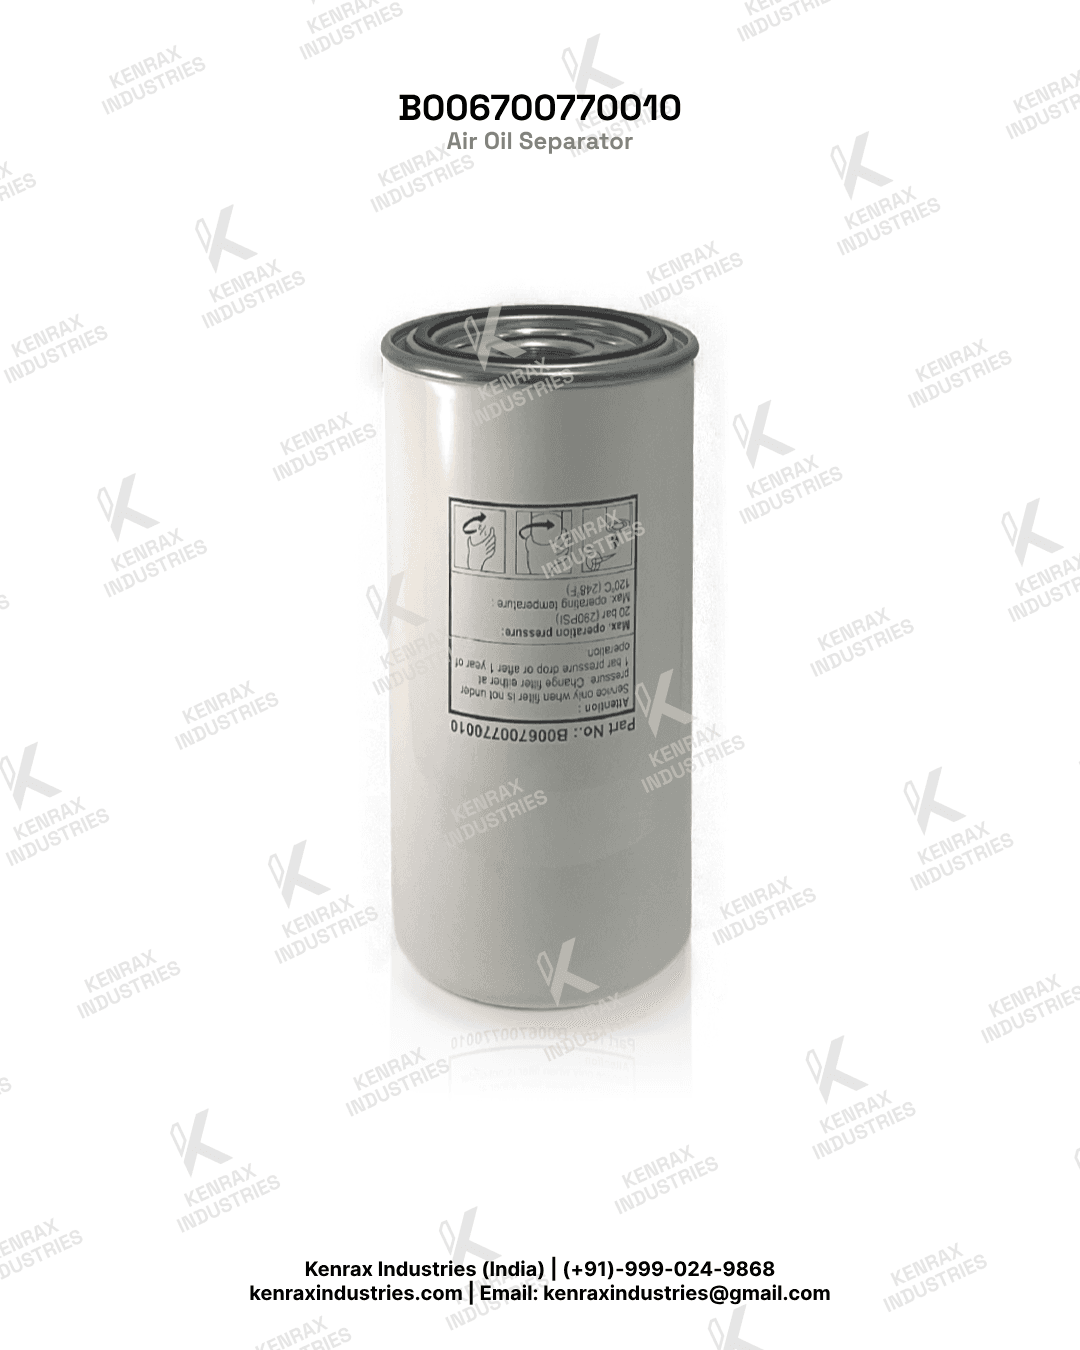 B006700770010
Air Oil Separator
KENRAX
INDUSTRIES
120°C (248°F)
Max. operating temperature :
20 bar (290PSI)
Max. operation pressure:
operation
1 bar pressure drop or after 1 year of
pressure. Change filter either at
Service only when filter is not under
Attention :
Part No.: B006700770010
Kenrax Industries (India) | (+91)-999-024-9868
kenraxindustries.com | Email: kenraxindustries@gmail.com